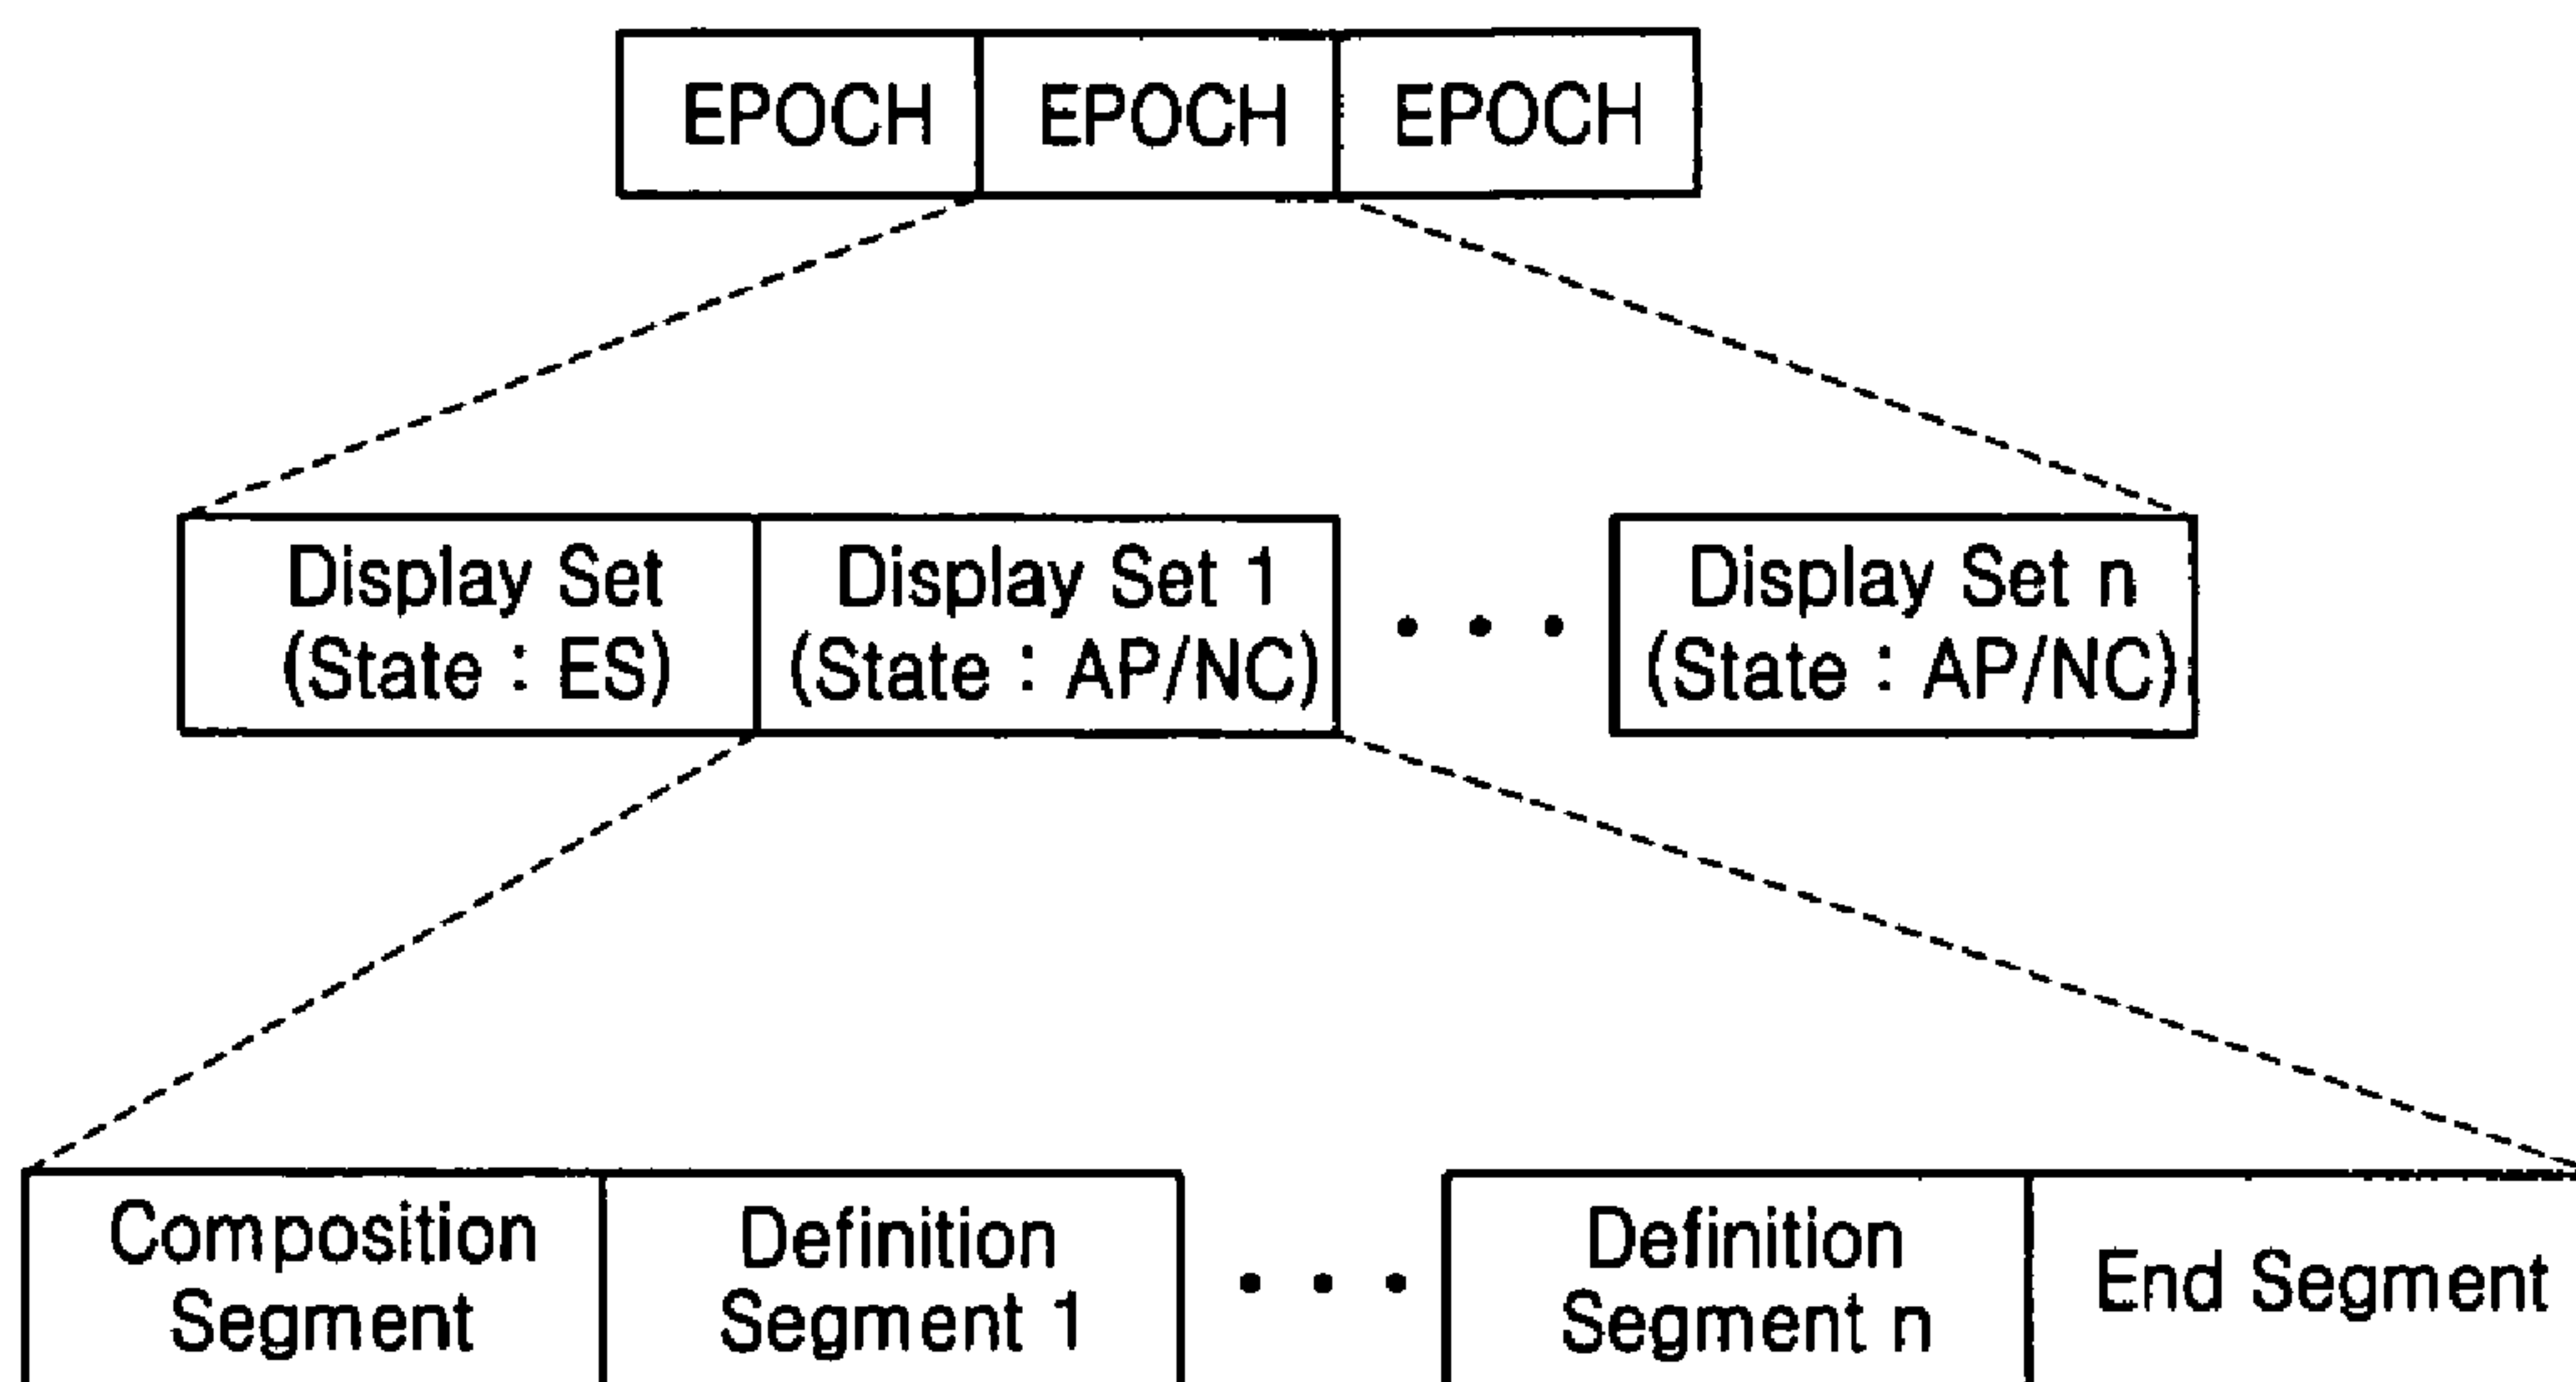 EPOCH EPOCH EPOCH
Display Set
(State : ES)
Display Set 1
(State : AP/NC)
• • •
Display Set n
(State : AP/NC)
Composition
Segment
Definition
Segment 1
• • •
Definition
Segment n
End Segment